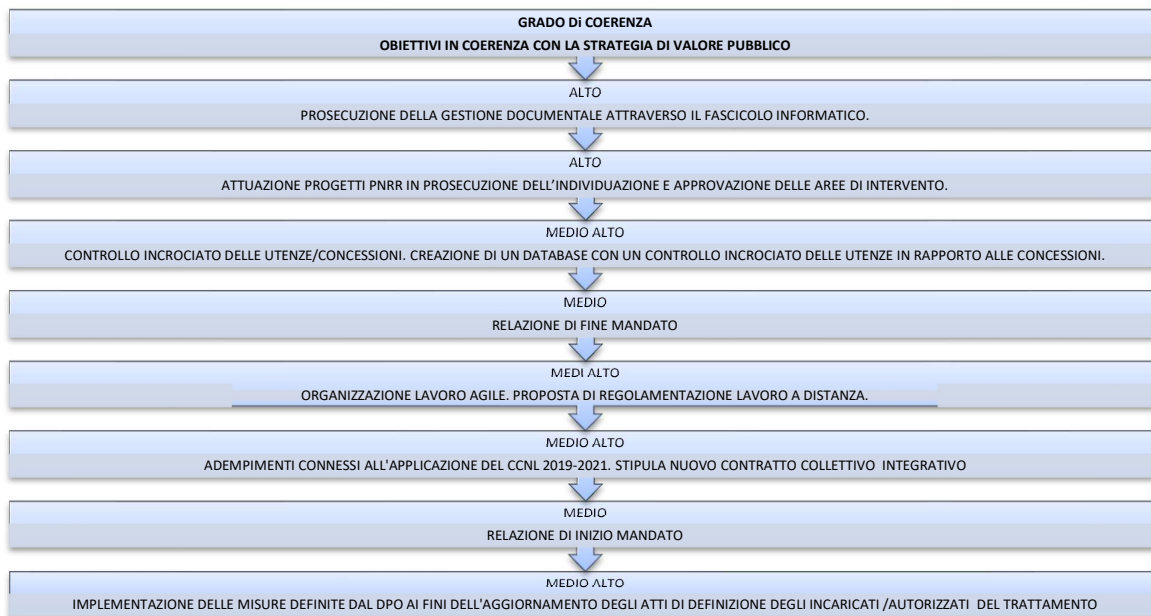 GRADO Di COERENZA
OBIETTIVI IN COERENZA CON LA STRATEGIA DI VALORE PUBBLICO
ALTO
PROSECUZIONE DELLA GESTIONE DOCUMENTALE ATTRAVERSO IL FASCICOLO INFORMATICO.
ALTO
ATTUAZIONE PROGETTI PNRR IN PROSECUZIONE DELL’INDIVIDUAZIONE E APPROVAZIONE DELLE AREE DI INTERVENTO.
MEDIO ALTO
CONTROLLO INCROCIATO DELLE UTENZE/CONCESSIONI. CREAZIONE DI UN DATABASE CON UN CONTROLLO INCROCIATO DELLE UTENZE IN RAPPORTO ALLE CONCESSIONI.
MEDIO
RELAZIONE DI FINE MANDATO
MEDI ALTO
ORGANIZZAZIONE LAVORO AGILE. PROPOSTA DI REGOLAMENTAZIONE LAVORO A DISTANZA.
MEDIO ALTO
ADEMPIMENTI CONNESSI ALL'APPLICAZIONE DEL CCNL 2019-2021. STIPULA NUOVO CONTRATTO COLLETTIVO INTEGRATIVO
MEDIO
RELAZIONE DI INIZIO MANDATO
MEDIO ALTO
IMPLEMENTAZIONE DELLE MISURE DEFINITE DAL DPO AI FINI DELL'AGGIORNAMENTO DEGLI ATTI DI DEFINIZIONE DEGLI INCARICATI /AUTORIZZATI DEL TRATTAMENTO